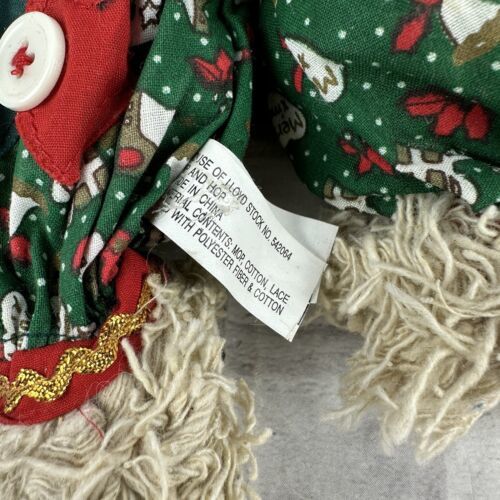 USE OF LLOYD STOCK NO. 542064
AND HOP
DE IN CHINA
ERIAL CONTENTS: MOP, COTTON, LACE
WITH POLYESTER FIBER & COTTON